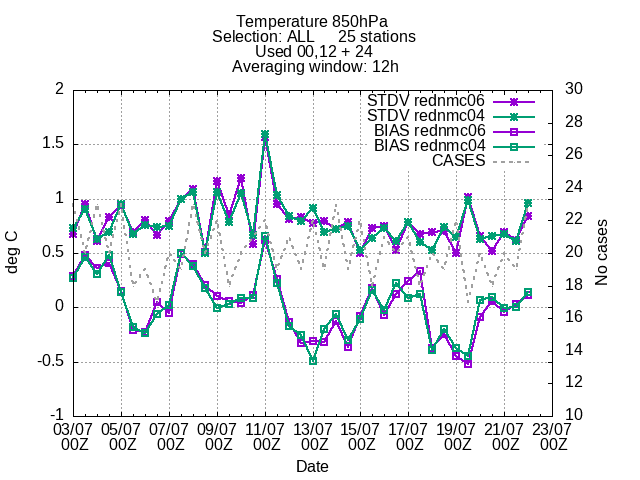 Temperature 850hPa
Selection: ALL 25 stations
Used 00,12 + 24
Averaging window: 12h
STDV rednmc06
STDV rednmc04
BIAS rednmc06
BIAS rednmc04
CASES
deg C
2
1.5
1
0.5
0
-0.5
-1
No cases
30
28
26
24
22
20
18
16
14
12
10
03/07 05/07 07/07 09/07 11/07 13/07 15/07 17/07 19/07 21/07 23/07
00Z 00Z 00Z 00Z 00Z 00Z 00Z 00Z 00Z 00Z 00Z
Date